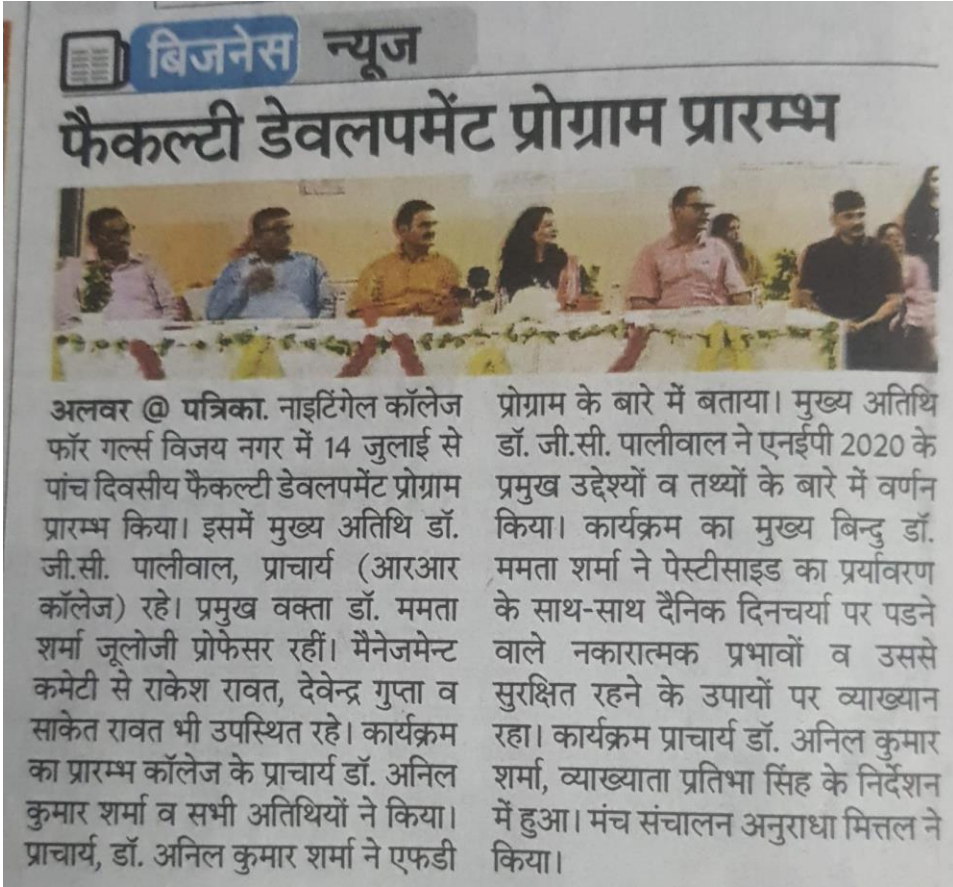 बिजनेस न्यूज
फैकल्टी डेवलपमेंट प्रोग्राम प्रारम्भ
अलवर @ पत्रिका. नाइटिंगेल कॉलेज
फॉर गर्ल्स विजय नगर में 14 जुलाई से
पांच दिवसीय फैकल्टी डेवलपमेंट प्रोग्राम
प्रारम्भ किया। इसमें मुख्य अतिथि डॉ.
जी.सी. पालीवाल, प्राचार्य (आरआर
कॉलेज) रहे। प्रमुख वक्ता डॉ. ममता
शर्मा जूलोजी प्रोफेसर रहीं। मैनेजमेन्ट
कमेटी से राकेश रावत, देवेन्द्र गुप्ता व
साकेत रावत भी उपस्थित रहे। कार्यक्रम
का प्रारम्भ कॉलेज के प्राचार्य डॉ. अनिल
कुमार शर्मा व सभी अतिथियों ने किया।
प्राचार्य, डॉ. अनिल कुमार शर्मा ने एफडी
प्रोग्राम के बारे में बताया। मुख्य अतिथि
डॉ. जी.सी. पालीवाल ने एनईपी 2020 के
प्रमुख उद्देश्यों व तथ्यों के बारे में वर्णन
किया। कार्यक्रम का मुख्य बिन्दु डॉ.
ममता शर्मा ने पेस्टीसाइड का प्रर्यावरण
के साथ-साथ दैनिक दिनचर्या पर पडने
वाले नकारात्मक प्रभावों व उससे
सुरक्षित रहने के उपायों पर व्याख्यान
रहा। कार्यक्रम प्राचार्य डॉ. अनिल कुमार
शर्मा, व्याख्याता प्रतिभा सिंह के निर्देशन
में हुआ। मंच संचालन अनुराधा मित्तल ने
किया।